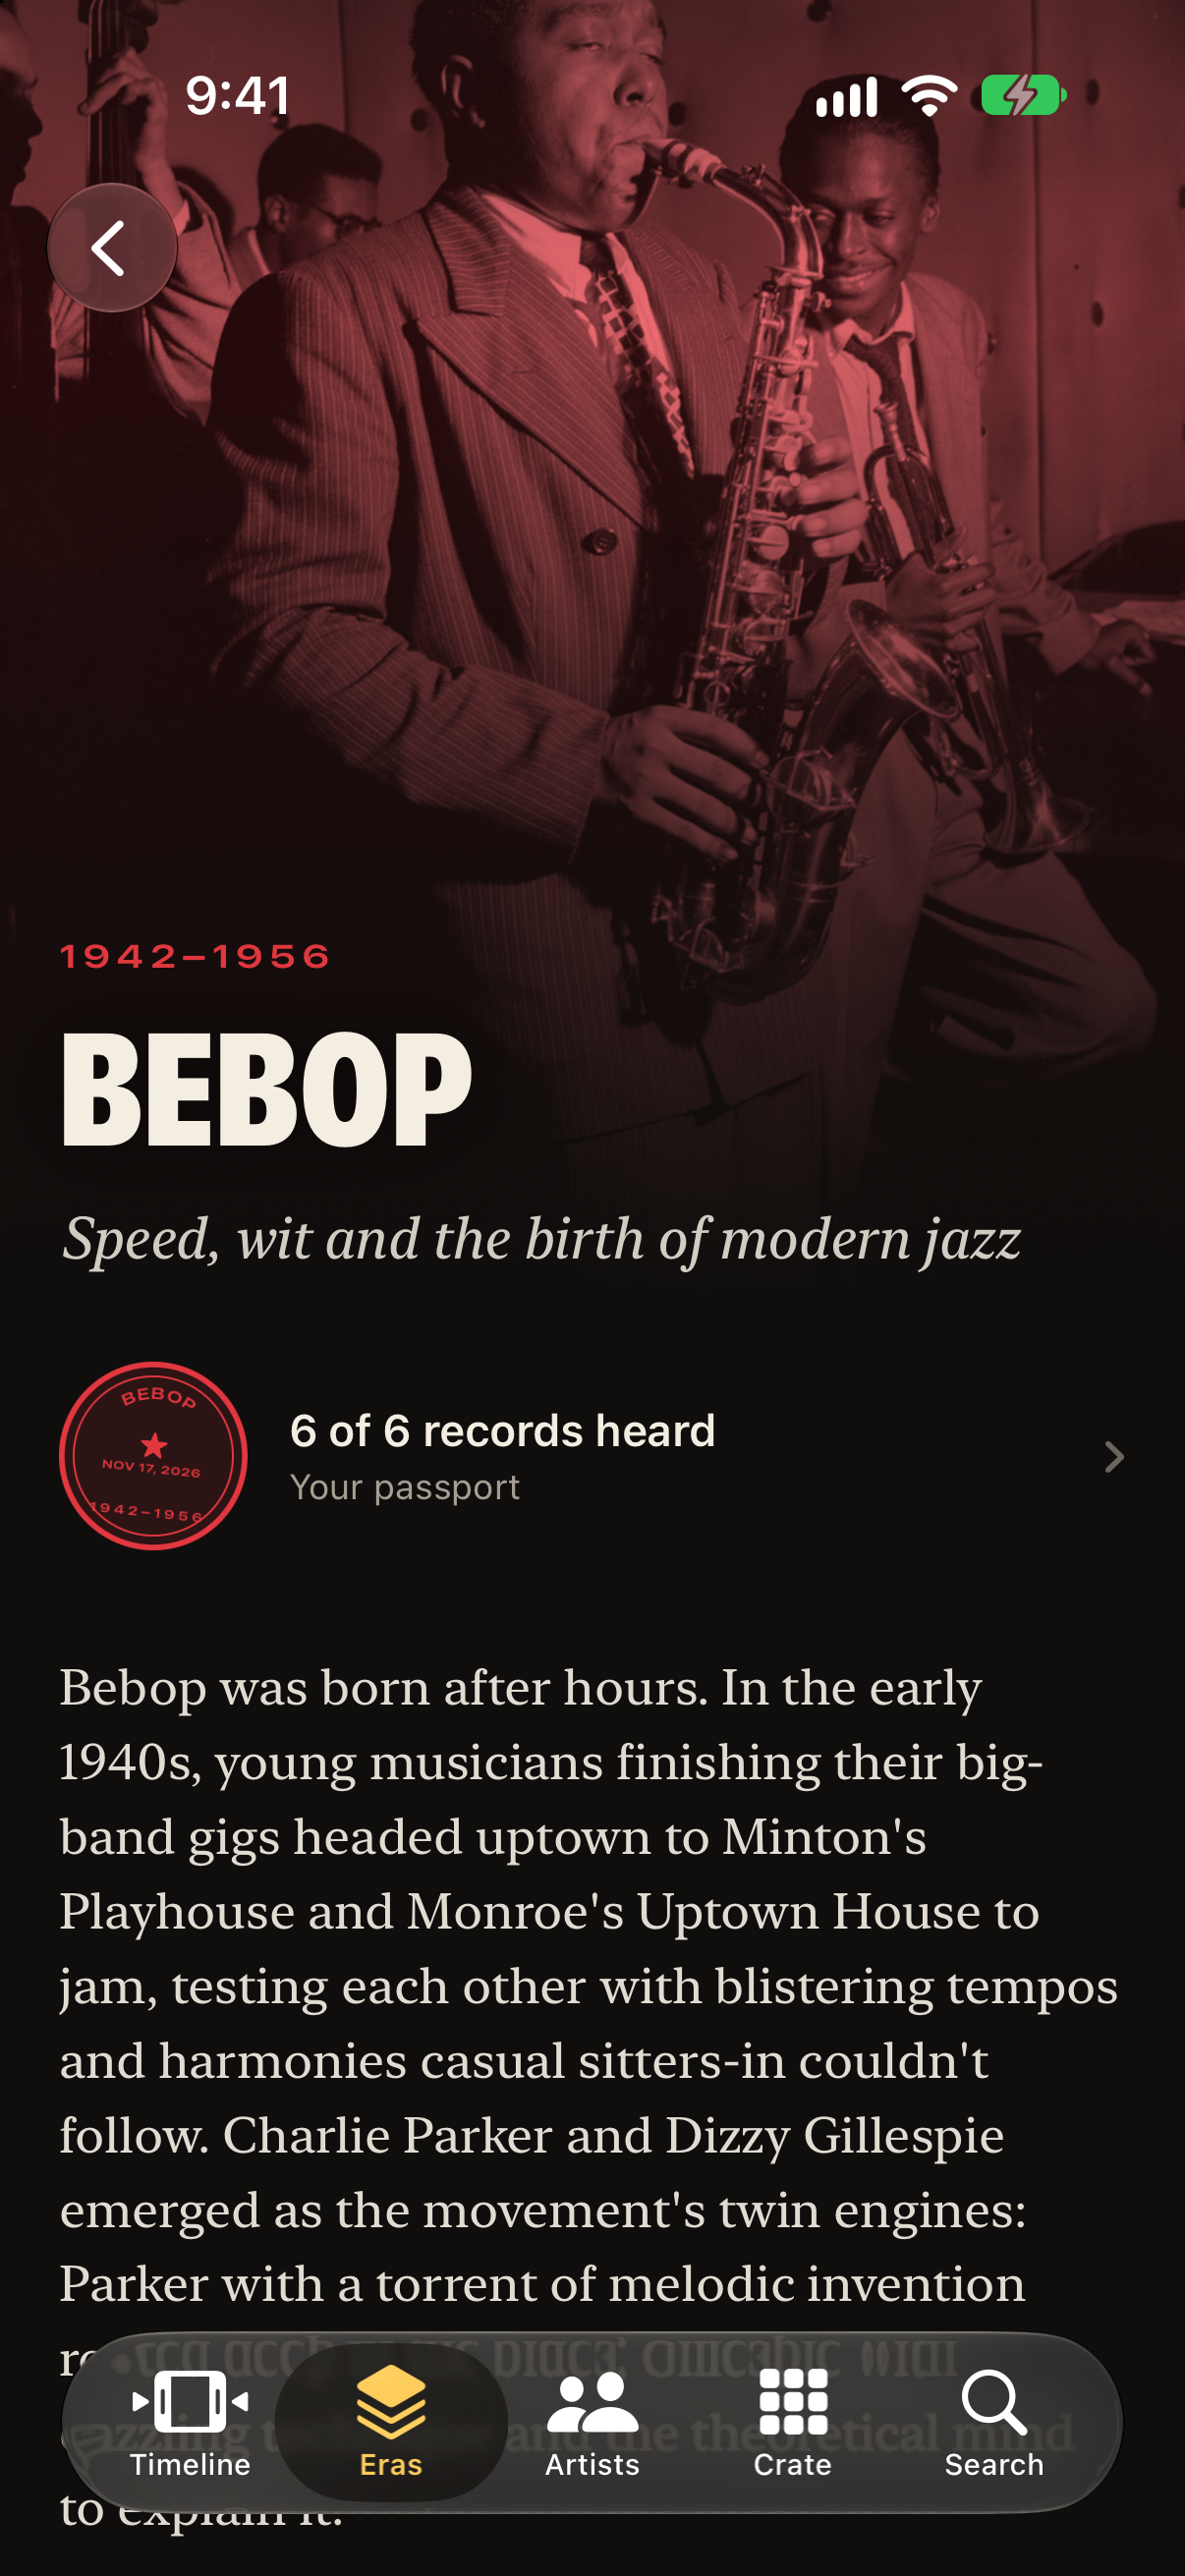 9:41
1942–1956
BEBOP
Speed, wit and the birth of modern jazz
BEBOP
NOV 17, 2026
1942–1956
6 of 6 records heard
Your passport
Bebop was born after hours. In the early
1940s, young musicians finishing their big-
band gigs headed uptown to Minton's
Playhouse and Monroe's Uptown House to
jam, testing each other with blistering tempos
and harmonies casual sitters-in couldn't
follow. Charlie Parker and Dizzy Gillespie
emerged as the movement's twin engines:
Parker with a torrent of melodic invention
mind
to explain it.
Timeline
Eras
Artists
Crate
Search